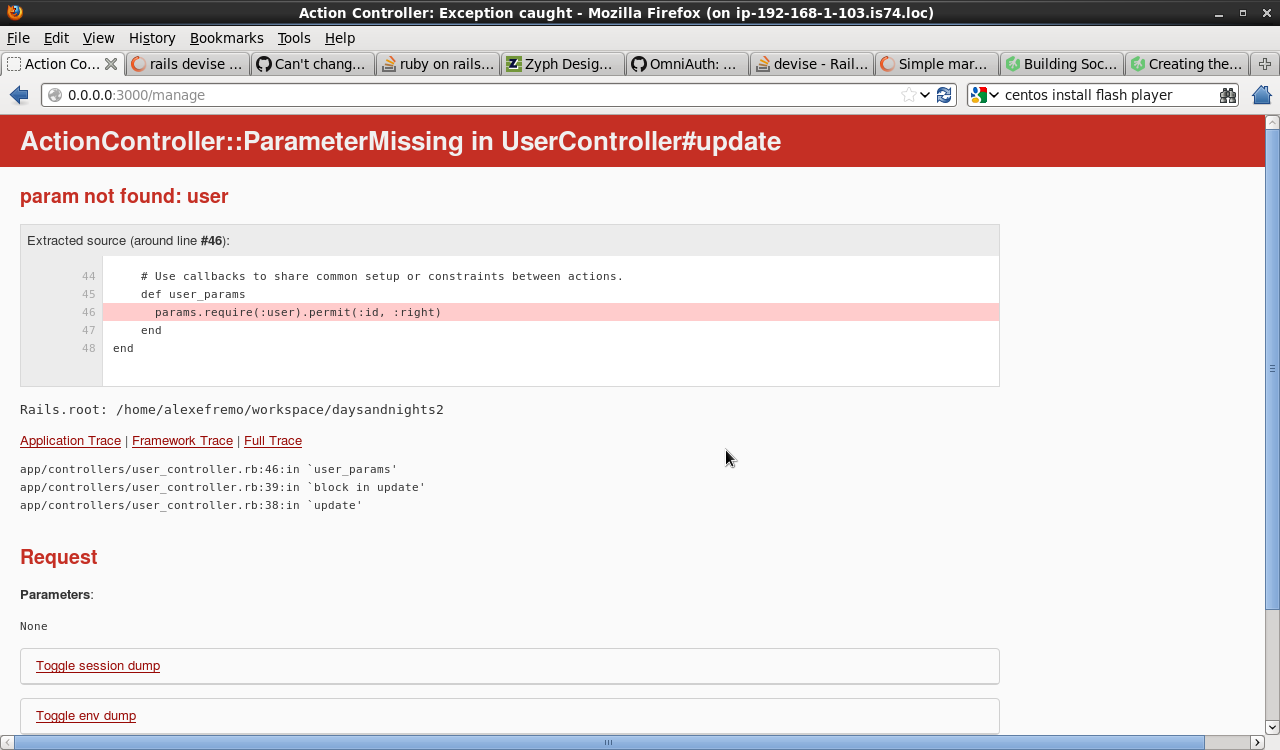 Action Controller: Exception caught - Mozilla Firefox (on ip-192-168-1-103.is74.loc)
File Edit View History Bookmarks Tools Help
Action Co... rails devise ... Can't chang... ruby on rails... Zyph Desig... OmniAuth: ... devise - Rail... Simple mar... Building Soc... Creating the...
0.0.0.0:3000/manage centos install flash player
ActionController::ParameterMissing in UserController#update
param not found: user
Extracted source (around line #46):
44 # Use callbacks to share common setup or constraints between actions.
45 def user_params
46 params.require(:user).permit(:id, :right)
47 end
48 end
Rails.root: /home/alexefremo/workspace/daysandnights2
Application Trace | Framework Trace | Full Trace
app/controllers/user_controller.rb:46:in `user_params'
app/controllers/user_controller.rb:39:in `block in update'
app/controllers/user_controller.rb:38:in `update'
Request
Parameters:
None
Toggle session dump
Toggle env dump